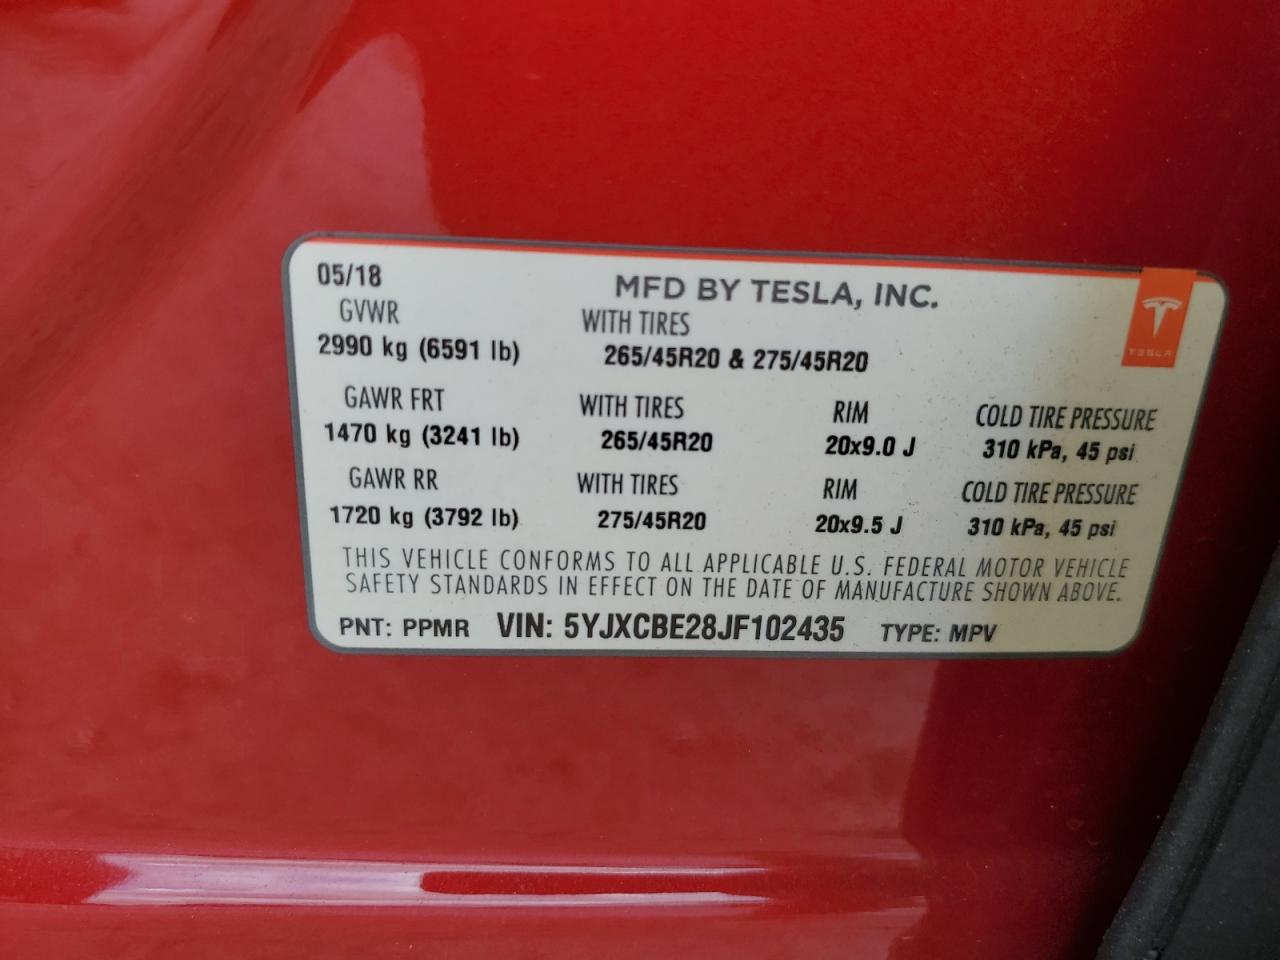 05/18 MFD BY TESLA, INC.
TESLA
GVWR WITH TIRES
2990 kg (6591 lb) 265/45R20 & 275/45R20
GAWR FRT WITH TIRES RIM COLD TIRE PRESSURE
1470 kg (3241 lb) 265/45R20 20x9.0 J 310 kPa, 45 psi
GAWR RR WITH TIRES RIM COLD TIRE PRESSURE
1720 kg (3792 lb) 275/45R20 20x9.5 J 310 kPa, 45 psi
THIS VEHICLE CONFORMS TO ALL APPLICABLE U.S. FEDERAL MOTOR VEHICLE
SAFETY STANDARDS IN EFFECT ON THE DATE OF MANUFACTURE SHOWN ABOVE.
PNT: PPMR VIN: 5YJXCBE28JF102435 TYPE: MPV